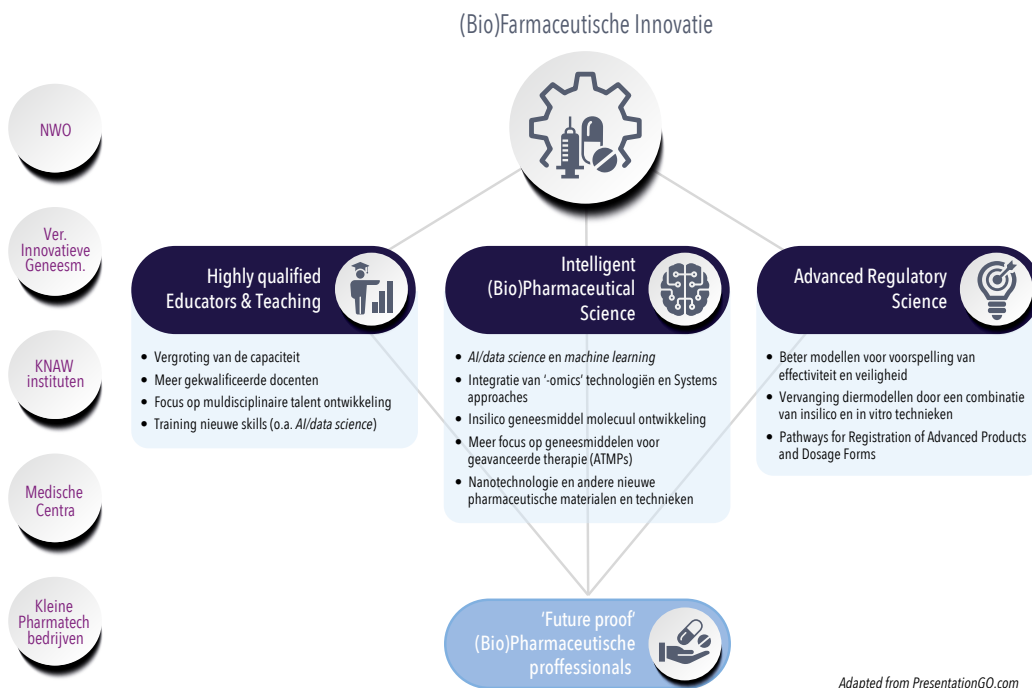 (Bio)Farmaceutische Innovatie
NWO
Ver.
Innovatieve
Geneesm.
KNAW
instituten
Medische
Centra
Kleine
Pharmatech
bedrijven
Highly qualified
Educators & Teaching
• Vergroting van de capaciteit
• Meer gekwalificeerde docenten
• Focus op muldisciplinaire talent ontwikkeling
• Training nieuwe skills (o.a. AI/data science)
Intelligent
(Bio)Pharmaceutical
Science
• AI/data science en machine learning
• Integratie van '-omics' technologiën en Systems
approaches
• Insilico geneesmiddel molecuul ontwikkeling
• Meer focus op geneesmiddelen voor
geavanceerde therapie (ATMPs)
• Nanotechnologie en andere nieuwe
pharmaceutische materialen en technieken
Advanced Regulatory
Science
• Beter modellen voor voorspelling van
effectiviteit en veiligheid
• Vervanging diermodellen door een combinatie
van insilico en in vitro technieken
• Pathways for Registration of Advanced Products
and Dosage Forms
'Future proof'
(Bio)Pharmaceutische
proffessionals
Adapted from PresentationGO.com